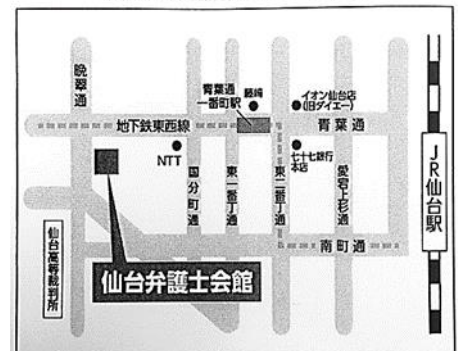 晩翠通
青葉通
一番町駅
藤崎
イオン仙台店
(旧ダイエー)
地下鉄東西線
青葉通
NTT
七十七銀行
本店
国分町通
東一番丁通
東二番丁通
愛宕上杉通
JR仙台駅
南町通
仙台高等裁判所
仙台弁護士会館